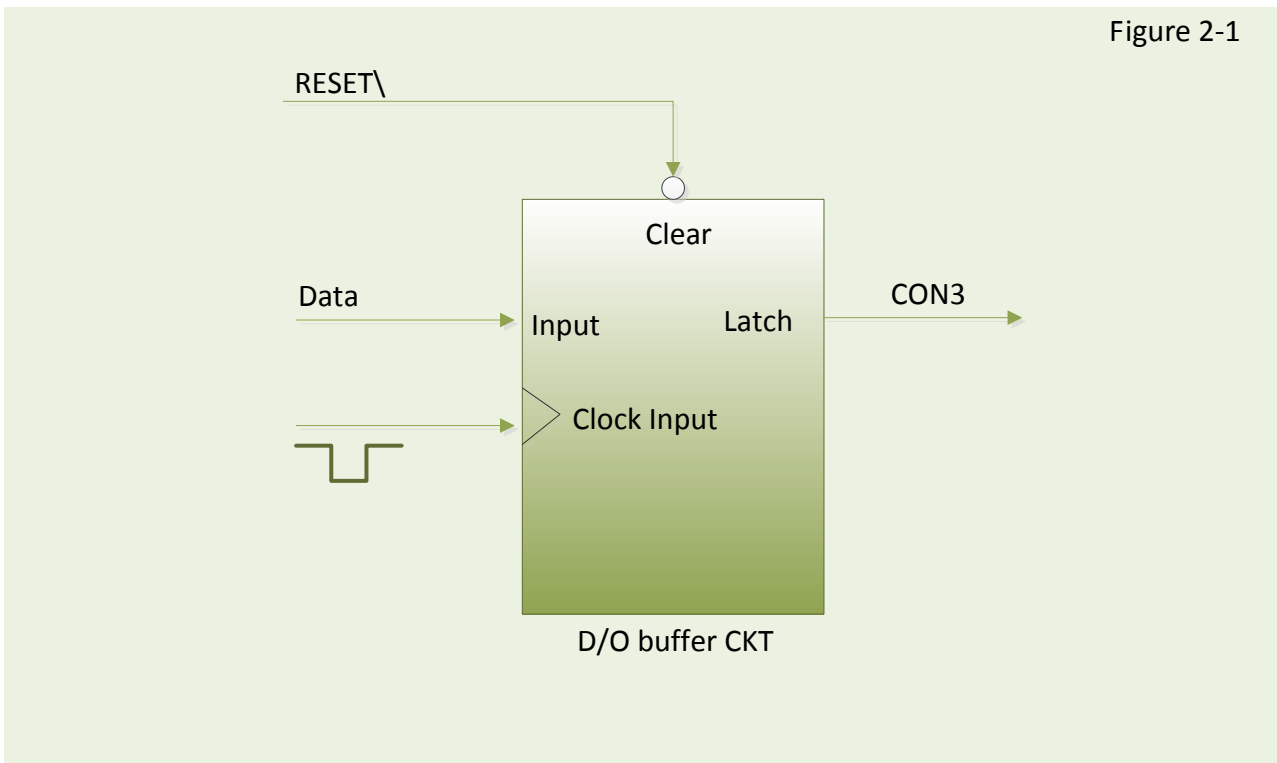 Figure 2-1
RESET\
Clear
Data
CON3
Input
Latch
Clock Input
D/O buffer CKT